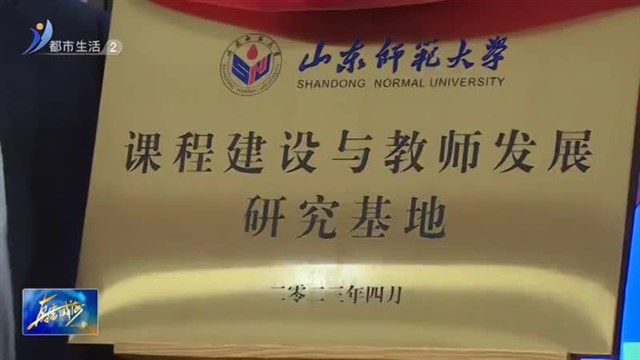 都市生活 2
山东师范大学
SHANDONG NORMAL UNIVERSITY
课程建设与教师发展
研究基地
二零二三年四月